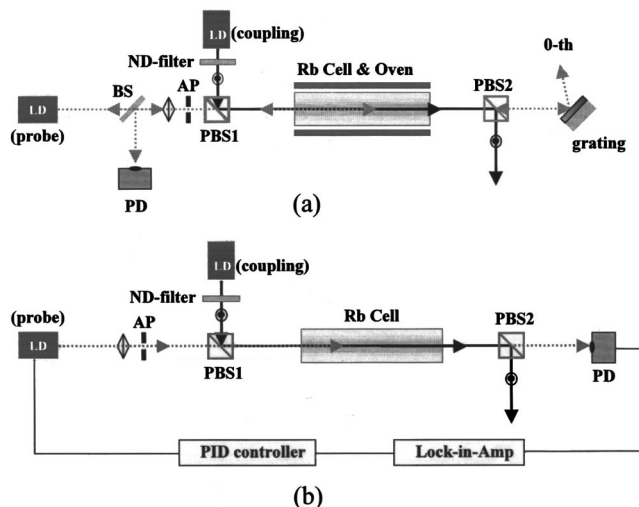 LD
(coupling)
ND-filter
Rb Cell & Oven
0-th
BS
AP
PBS2
LD
(probe)
PBS1
grating
PD
(a)
LD
(coupling)
(probe)
ND-filter
Rb Cell
PBS2
AP
LD
PBS1
PD
PID controller
Lock-in-Amp
(b)